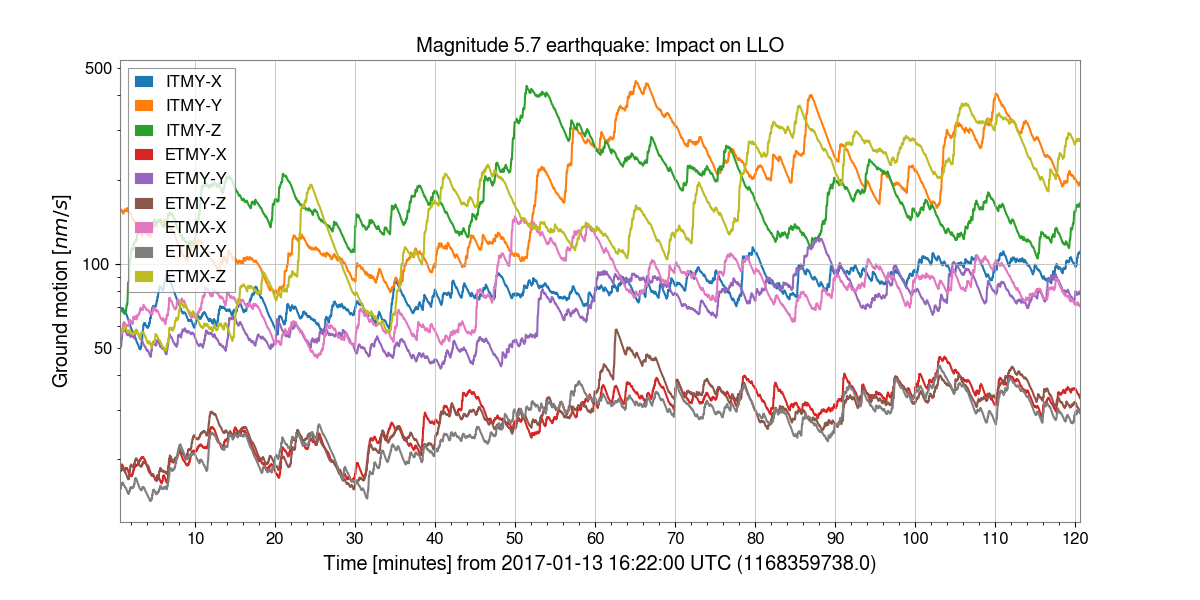 Magnitude 5.7 earthquake: Impact on LLO
500
100
50
Ground motion [nm/s]
ITMY-X
ITMY-Y
ITMY-Z
ETMY-X
ETMY-Y
ETMY-Z
ETMX-X
ETMX-Y
ETMX-Z
10 20 30 40 50 60 70 80 90 100 110 120
Time [minutes] from 2017-01-13 16:22:00 UTC (1168359738.0)